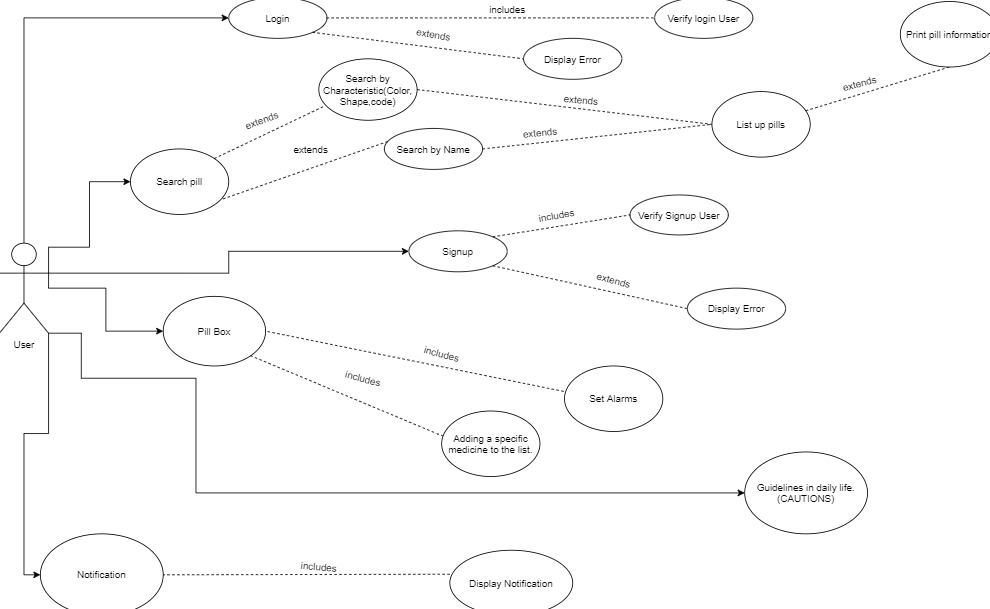 Login
includes
Verify login User
extends
Display Error
Print pill information
Search by
Characteristic(Color,
Shape,code)
extends
extends
List up pills
extends
extends
Search by Name
extends
Search pill
includes
Verify Signup User
Signup
extends
Display Error
User
Pill Box
includes
includes
Set Alarms
Adding a specific
medicine to the list.
Guidelines in daily life.
(CAUTIONS)
Notification
includes
Display Notification